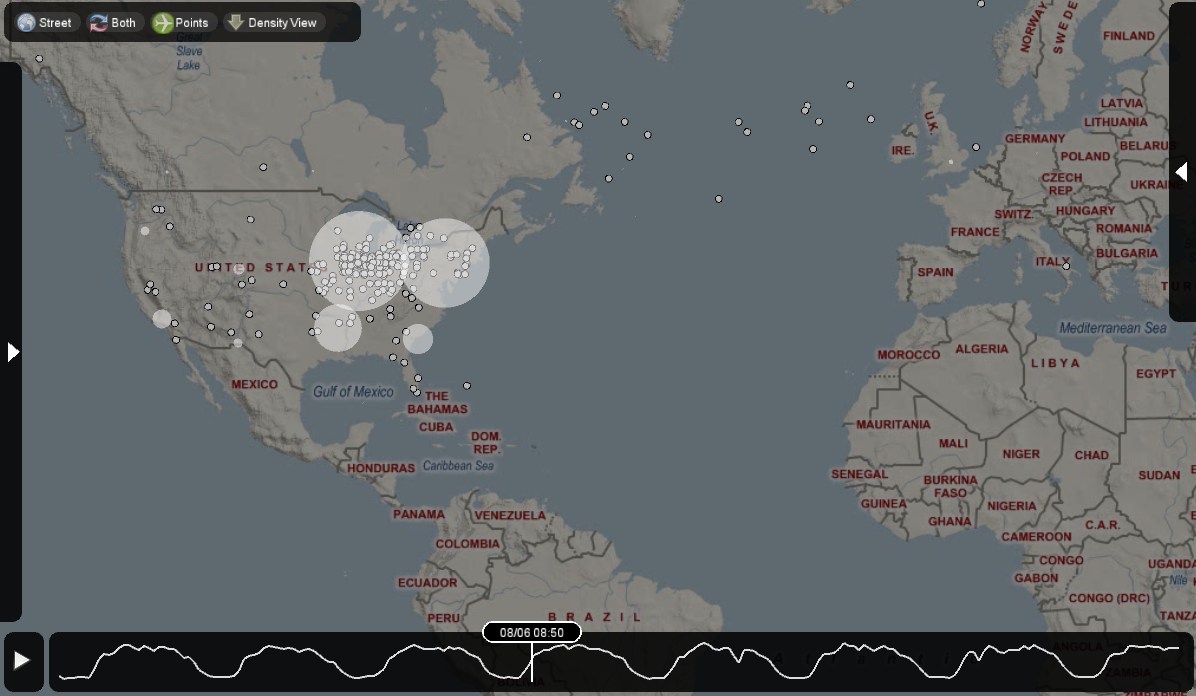 Street Both Points Density View
Great
Slave
Lake
NORWAY
SWEDE
FINLAND
LATVIA
LITHUANIA
U.K.
IRE.
GERMANY
POLAND
BELARUS
CZECH
REP.
UKRAINE
SWITZ.
HUNGARY
FRANCE
ROMANIA
ITALY
BULGARIA
SPAIN
TUR
Lake
UNITED STAT
Mediterranean Sea
MOROCCO
ALGERIA
LIBYA
EGYPT
MEXICO
Gulf of Mexico
THE
BAHAMAS
CUBA
DOM.
REP.
HONDURAS
Caribbean Sea
MAURITANIA
MALI
NIGER
CHAD
SUDAN
SENEGAL
BURKINA
FASO
GUINEA
NIGERIA
GHANA
C.A.R.
CAMEROON
PANAMA
VENEZUELA
COLOMBIA
CONGO
UGANDA
GABON
Nile
ECUADOR
CONGO (DRC)
PERU
BRAZIL
TANZA
08/06 08:50
ANGOLA
Atlantic
ZAMBIA